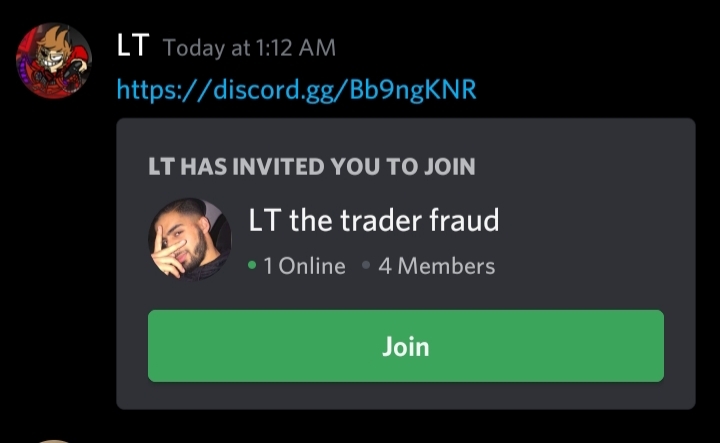 LT Today at 1:12 AM
https://discord.gg/Bb9ngKNR
LT HAS INVITED YOU TO JOIN
LT the trader fraud
1 Online 4 Members
Join